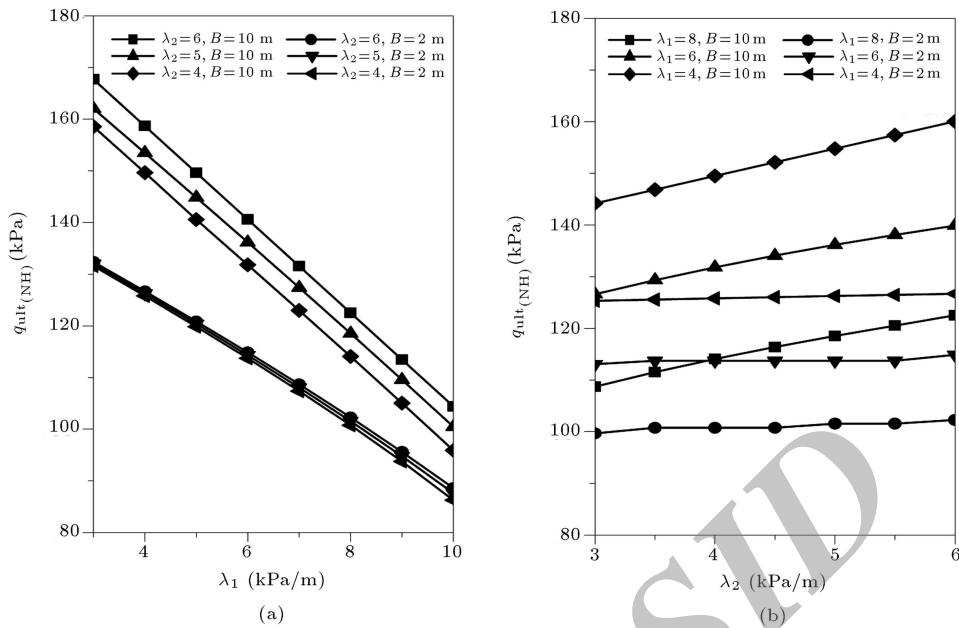 180
160
140
120
100
80
q_ult(NH) (kPa)
λ₂=6, B=10 m
λ₂=5, B=10 m
λ₂=4, B=10 m
λ₂=6, B=2 m
λ₂=5, B=2 m
λ₂=4, B=2 m
4 6 8 10
λ₁ (kPa/m)
(a)
180
160
140
120
100
80
q_ult(NH) (kPa)
λ₁=8, B=10 m
λ₁=6, B=10 m
λ₁=4, B=10 m
λ₁=8, B=2 m
λ₁=6, B=2 m
λ₁=4, B=2 m
3 4 5 6
λ₂ (kPa/m)
(b)
SID